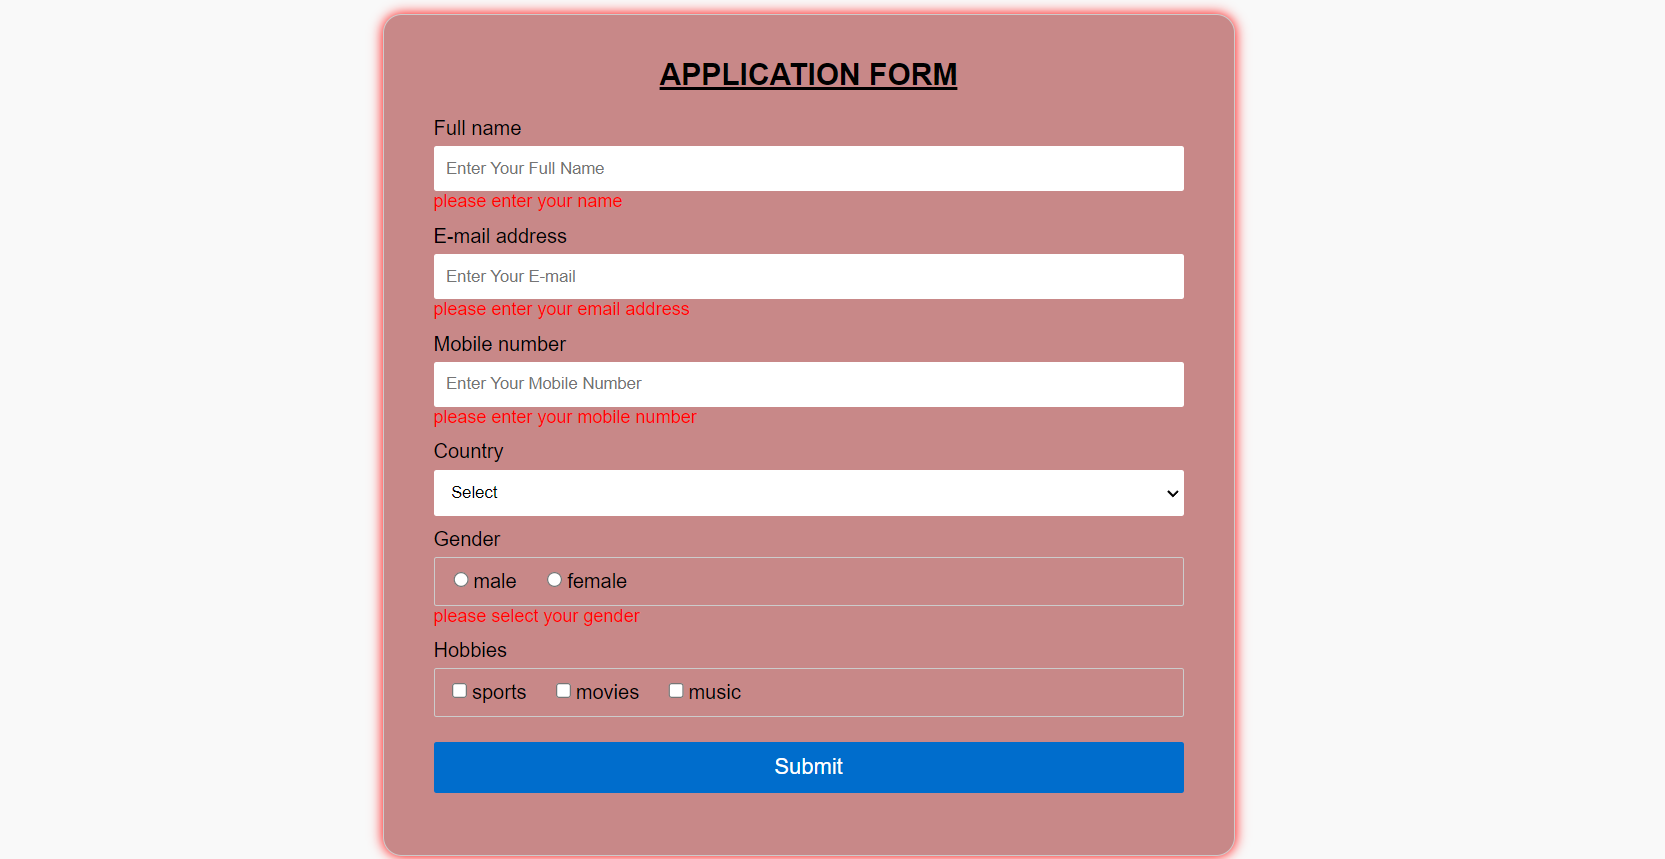 APPLICATION FORM
Full name
Enter Your Full Name
please enter your name
E-mail address
Enter Your E-mail
please enter your email address
Mobile number
Enter Your Mobile Number
please enter your mobile number
Country
Select
Gender
male female
please select your gender
Hobbies
sports movies music
Submit